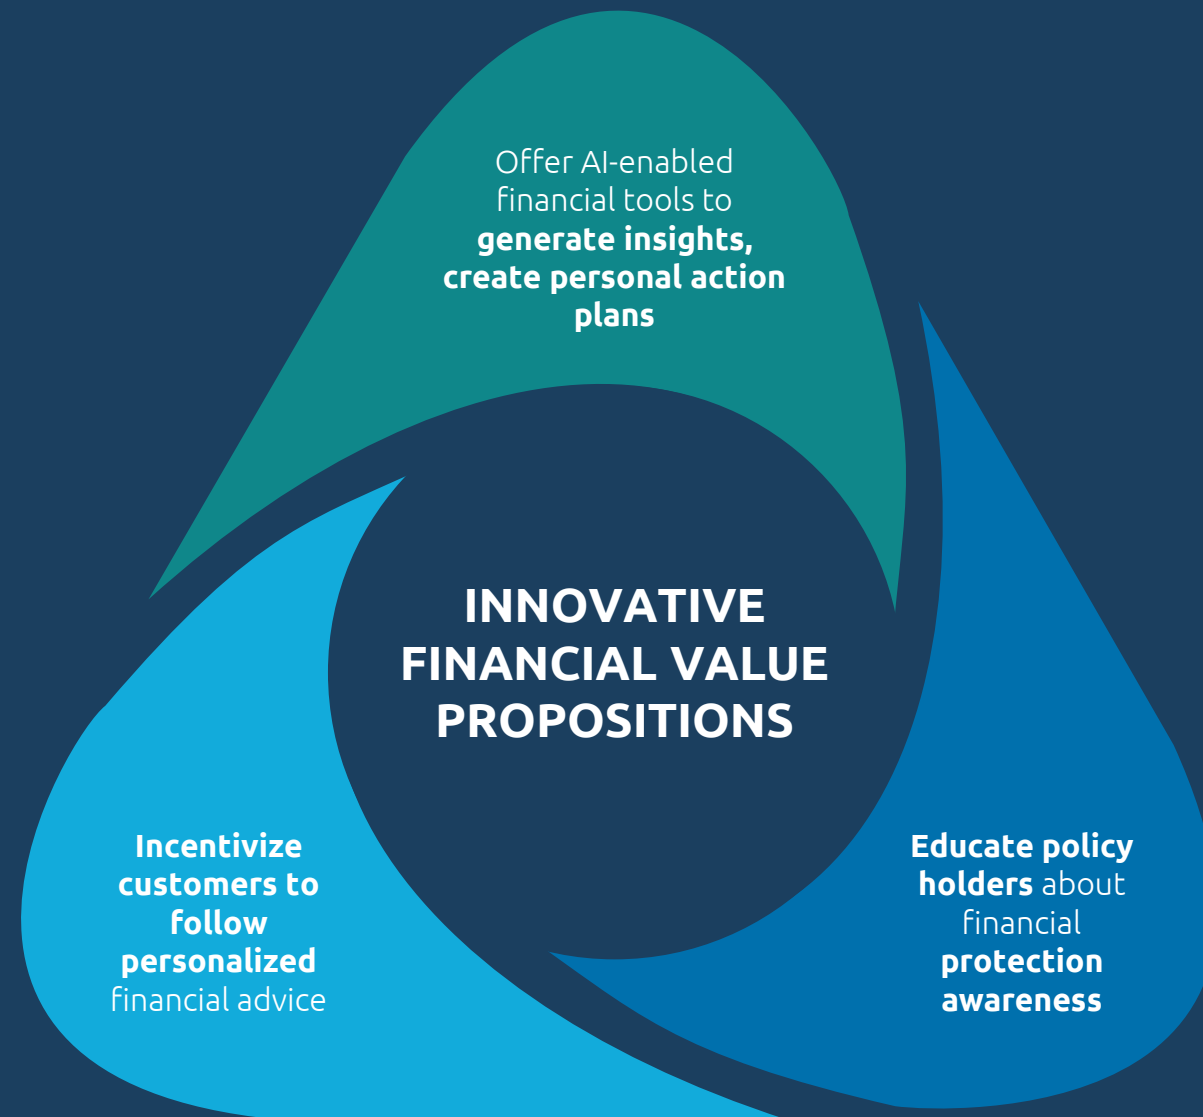 Offer AI-enabled
financial tools to
generate insights,
create personal action
plans
INNOVATIVE
FINANCIAL VALUE
PROPOSITIONS
Incentivize
customers to
follow
personalized
financial advice
Educate policy
holders about
financial
protection
awareness